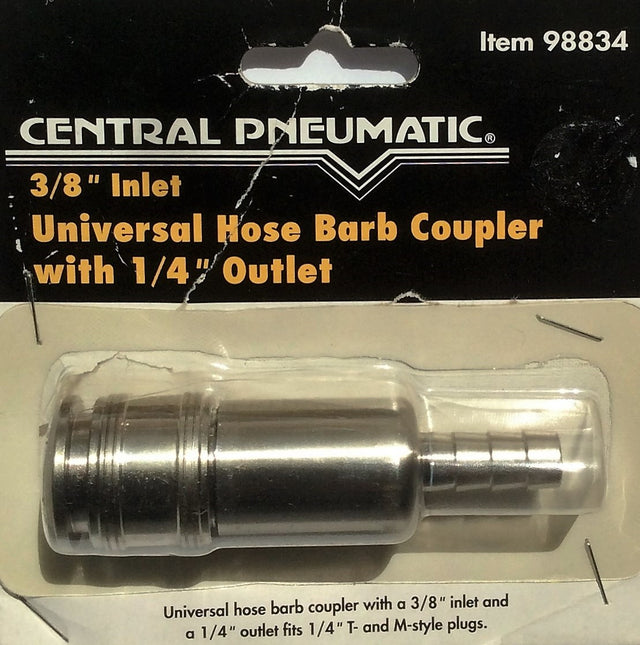 Item 98834
CENTRAL PNEUMATIC®
3/8" Inlet
Universal Hose Barb Coupler
with 1/4" Outlet
Universal hose barb coupler with a 3/8" inlet and
a 1/4" outlet fits 1/4" T- and M-style plugs.